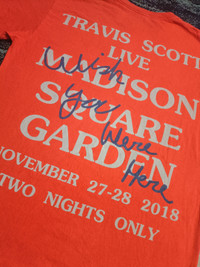 TRAVIS SCOTT
LIVE
MADISON
SQUARE
GARDEN
NOVEMBER 27-28 2018
TWO NIGHTS ONLY
Wish
you
Were
Here